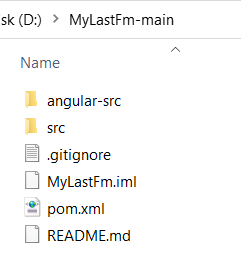 sk (D:) > MyLastFm-main
Name
angular-src
src
.gitignore
MyLastFm.iml
pom.xml
README.md